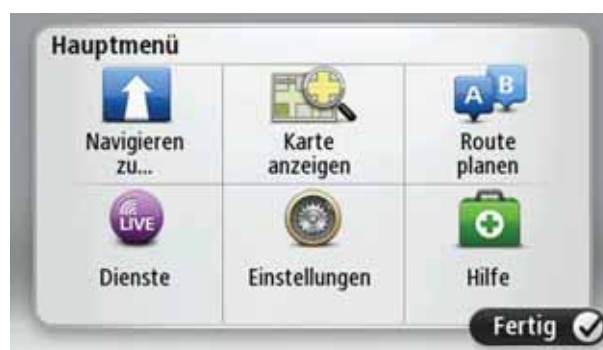 Hauptmenü
Navigieren
zu...
Karte
anzeigen
A B
Route
planen
LIVE
Dienste
Einstellungen
Hilfe
Fertig